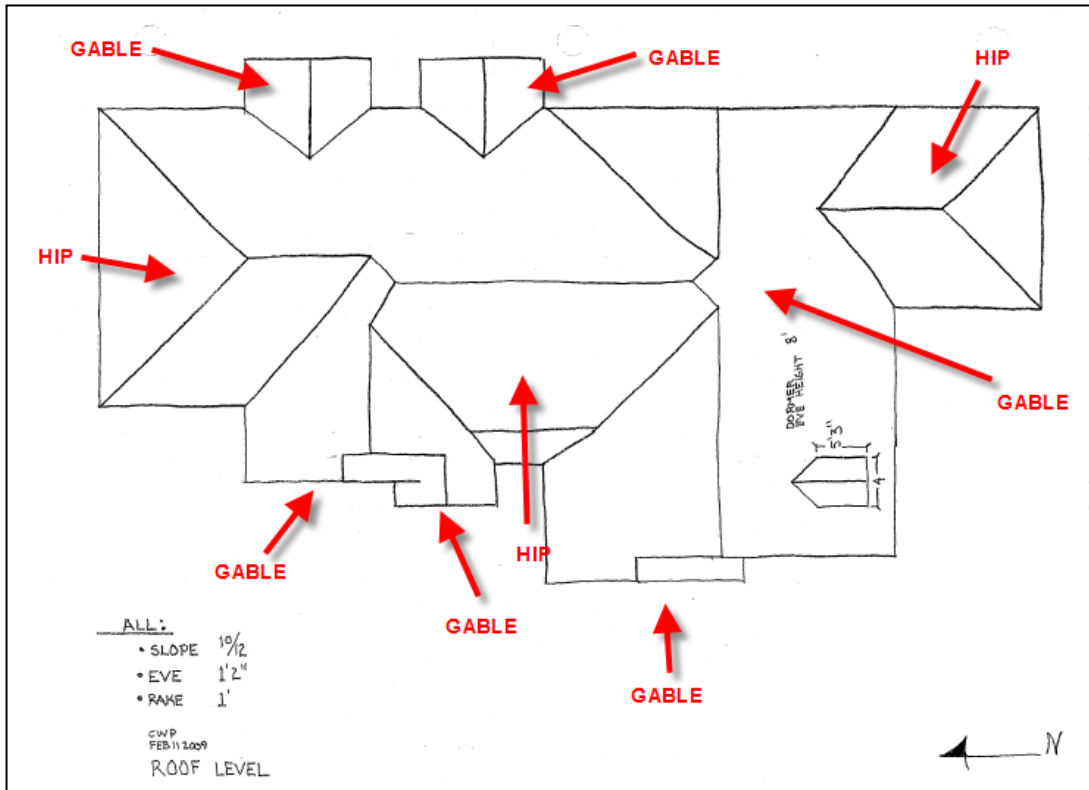 GABLE
GABLE
HIP
HIP
DORMER
EVE HEIGHT 8'
5'3"
4
GABLE
HIP
GABLE
GABLE
GABLE
ALL:
• SLOPE 10/12
• EVE 1'2"
• RAKE 1'
CWP
FEB 11 2009
ROOF LEVEL
N